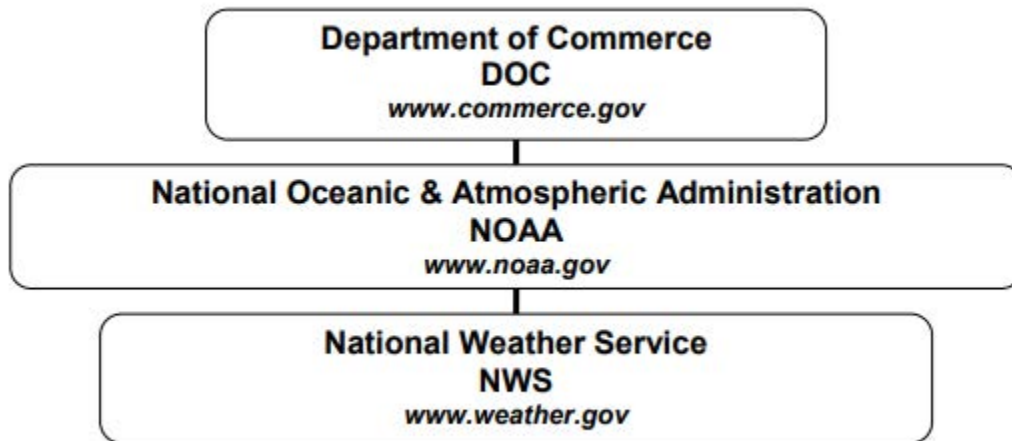 Department of Commerce
DOC
www.commerce.gov
National Oceanic & Atmospheric Administration
NOAA
www.noaa.gov
National Weather Service
NWS
www.weather.gov